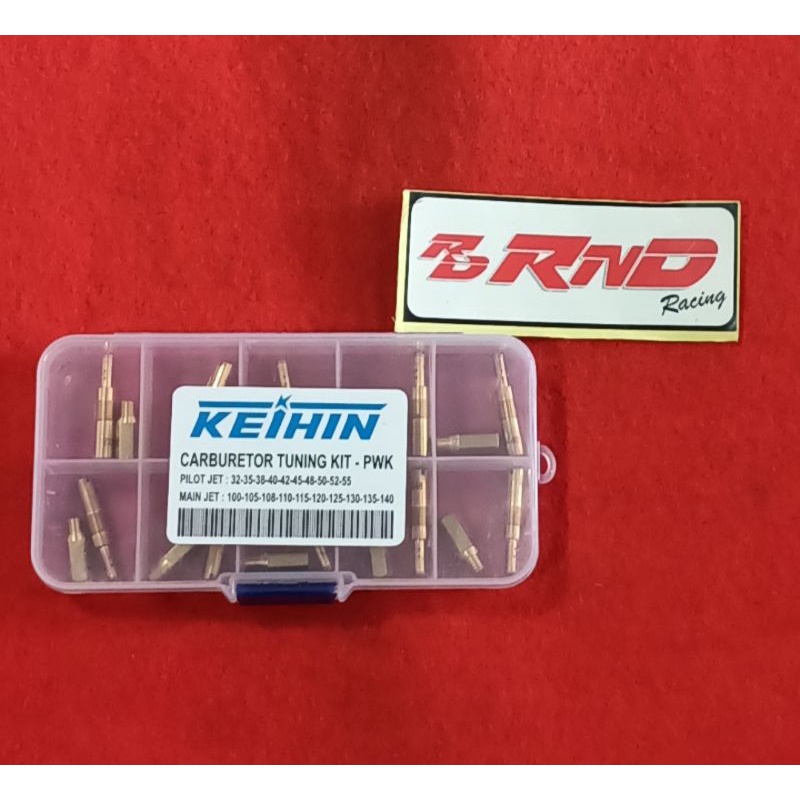 RD RND
Racing
KEIHIN
CARBURETOR TUNING KIT - PWK
PILOT JET : 32-35-38-40-42-45-48-50-52-55
MAIN JET : 100-105-108-110-115-120-125-130-135-140